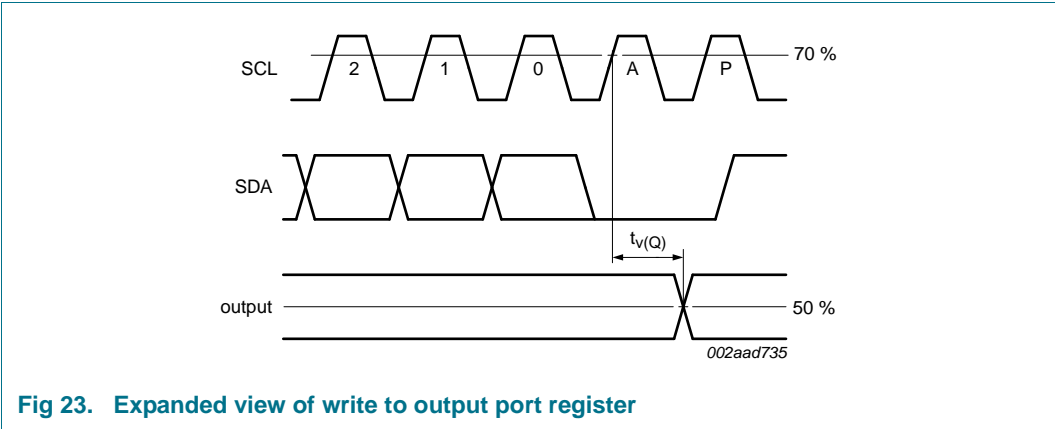 SCL 2 1 0 A P 70 %
SDA
tv(Q)
output 50 %
002aad735
Fig 23. Expanded view of write to output port register